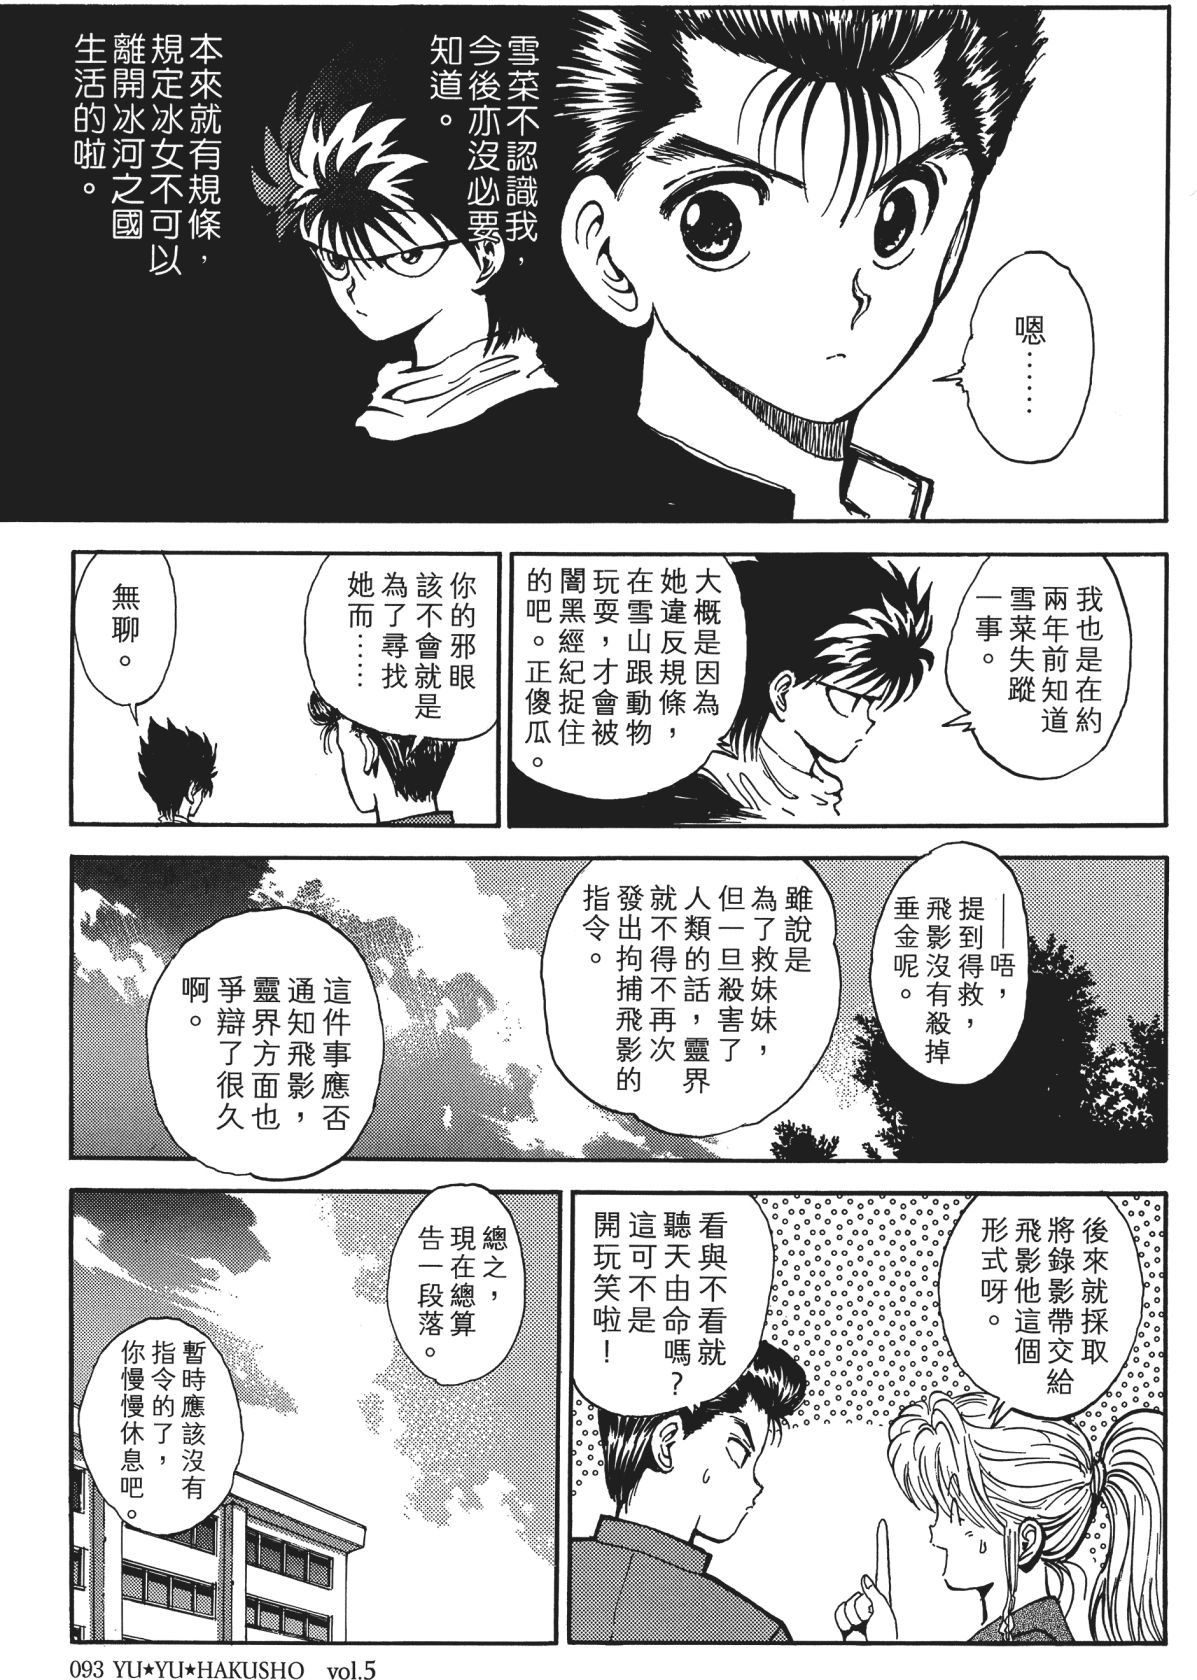 嗯……
雪菜不認識我，
今後亦沒必要
知道。
本來就有規條，
規定冰女不可以
離開冰河之國
生活的啦。
我也是在約
兩年前知道
雪菜失蹤
一事。
大概是因為
她違反規條，
在雪山跟動物
玩耍，才會被
闇黑經紀捉住
的吧。正傻瓜。
你的邪眼
該不會就是
為了尋找
她而……
無聊。
——唔，
提到得救，
飛影沒有殺掉
垂金呢。
雖說是
為了救妹妹，
但一旦殺害了
人類的話，靈界
就不得不再次
發出拘捕飛影的
指令。
這件事應否
通知飛影，
靈界方面也
爭辯了很久
啊。
後來就採取
將錄影帶交給
飛影他這個
形式呀。
看與不看就
聽天由命嗎？
這可不是
開玩笑啦！
總之，
現在總算
告一段落。
暫時應該沒有
指令的了，
你慢慢休息吧。
093 YU★YU★HAKUSHO vol.5